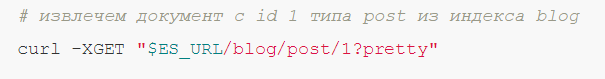 # извлечем документ с id 1 типа post из индекса blog
curl -XGET "$ES_URL/blog/post/1?pretty"